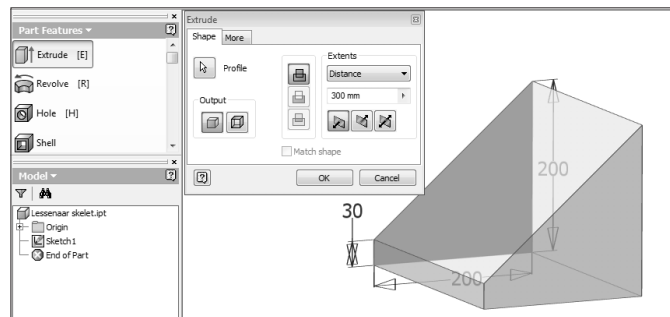 Part Features
Extrude [E]
Revolve [R]
Hole [H]
Shell
Model
Lessenaar skelet.ipt
Origin
Sketch1
End of Part
Extrude
Shape More
Profile
Output
Extents
Distance
300 mm
Match shape
OK Cancel
200
30
200